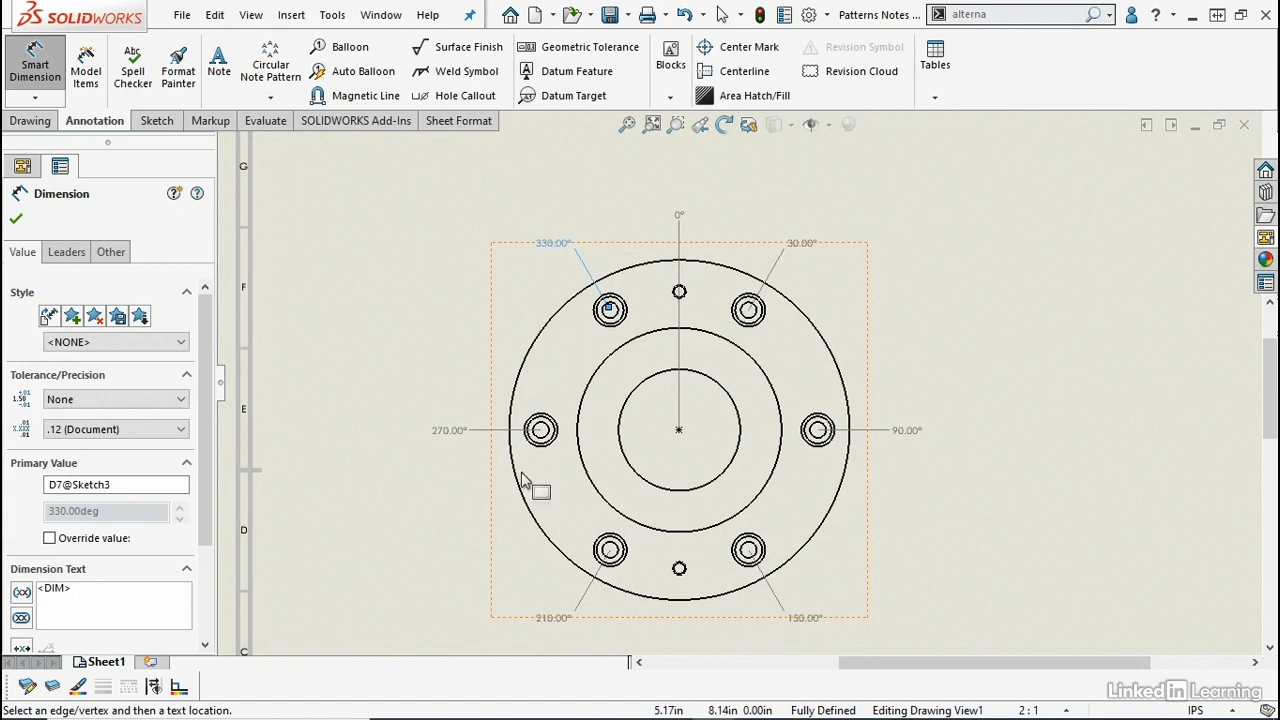 SOLIDWORKS
File Edit View Insert Tools Window Help
Patterns Notes ...
alterna
Smart Dimension
Model Items
Spell Checker
Abc
Format Painter
Note
Circular Note Pattern
Balloon
Auto Balloon
Magnetic Line
Surface Finish
Weld Symbol
Hole Callout
Geometric Tolerance
Datum Feature
Datum Target
Blocks
Center Mark
Centerline
Area Hatch/Fill
Revision Symbol
Revision Cloud
Tables
Drawing Annotation Sketch Markup Evaluate SOLIDWORKS Add-Ins Sheet Format
Dimension
Value Leaders Other
Style
<NONE>
Tolerance/Precision
None
.12 (Document)
Primary Value
D7@Sketch3
330.00deg
Override value:
Dimension Text
<DIM>
G
F
E
D
C
0°
330.00°
30.00°
270.00°
90.00°
210.00°
150.00°
Sheet1
LinkedIn Learning
Select an edge/vertex and then a text location.
5.17in 8.14in 0.00in Fully Defined Editing Drawing View1 2 : 1 IPS